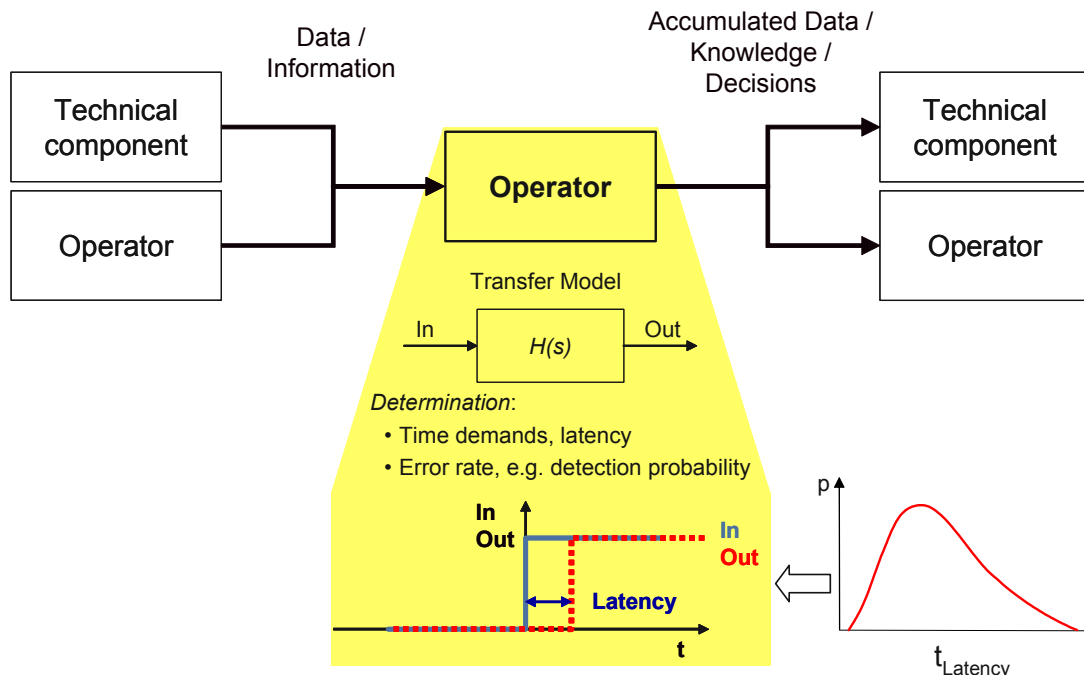 Data /
Information
Accumulated Data /
Knowledge /
Decisions
Technical
component
Operator
Operator
Technical
component
Operator
Transfer Model
In
H(s)
Out
Determination:
• Time demands, latency
• Error rate, e.g. detection probability
In
Out
In
Out
Latency
t
p
tLatency